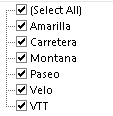 (Select All)
Amarilla
Carretera
Montana
Paseo
Velo
VTT